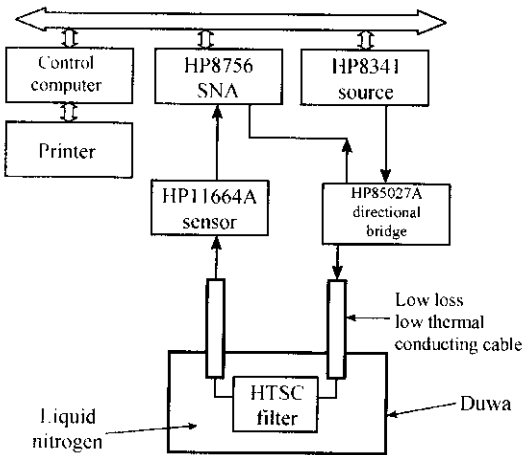 Control
computer
HP8756
SNA
HP8341
source
Printer
HP11664A
sensor
HP85027A
directional
bridge
Low loss
low thermal
conducting cable
HTSC
filter
Liquid
nitrogen
Duwa